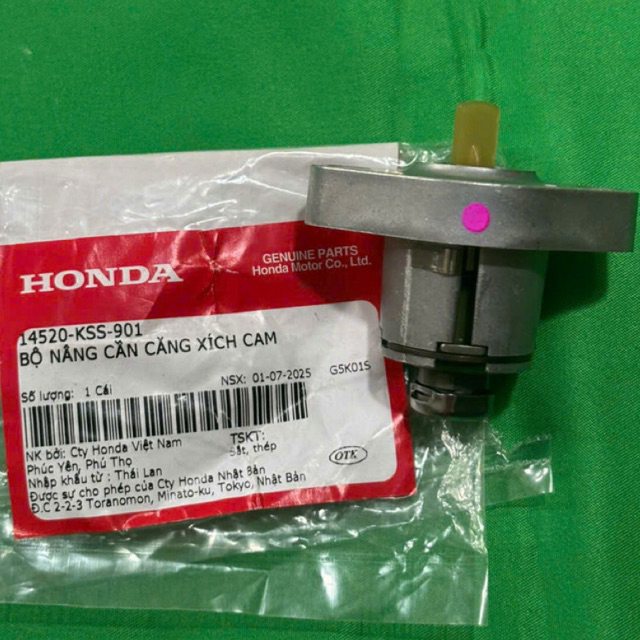 HONDA
GENUINE PARTS
Honda Motor Co., Ltd.
14520-KSS-901
BỘ NÂNG CẦN CĂNG XÍCH CAM
Số lượng: 1 Cái
NSX: 01-07-2025
G5K01S
NK bởi: Cty Honda Việt Nam
Phúc Yên, Phú Thọ
TSKT:
Sắt, thép
Nhập khẩu từ : Thái Lan
Được sự cho phép của Cty Honda Nhật Bản
Đ.C 2-2-3 Toranomon, Minato-ku, Tokyo, Nhật Bản
OTK